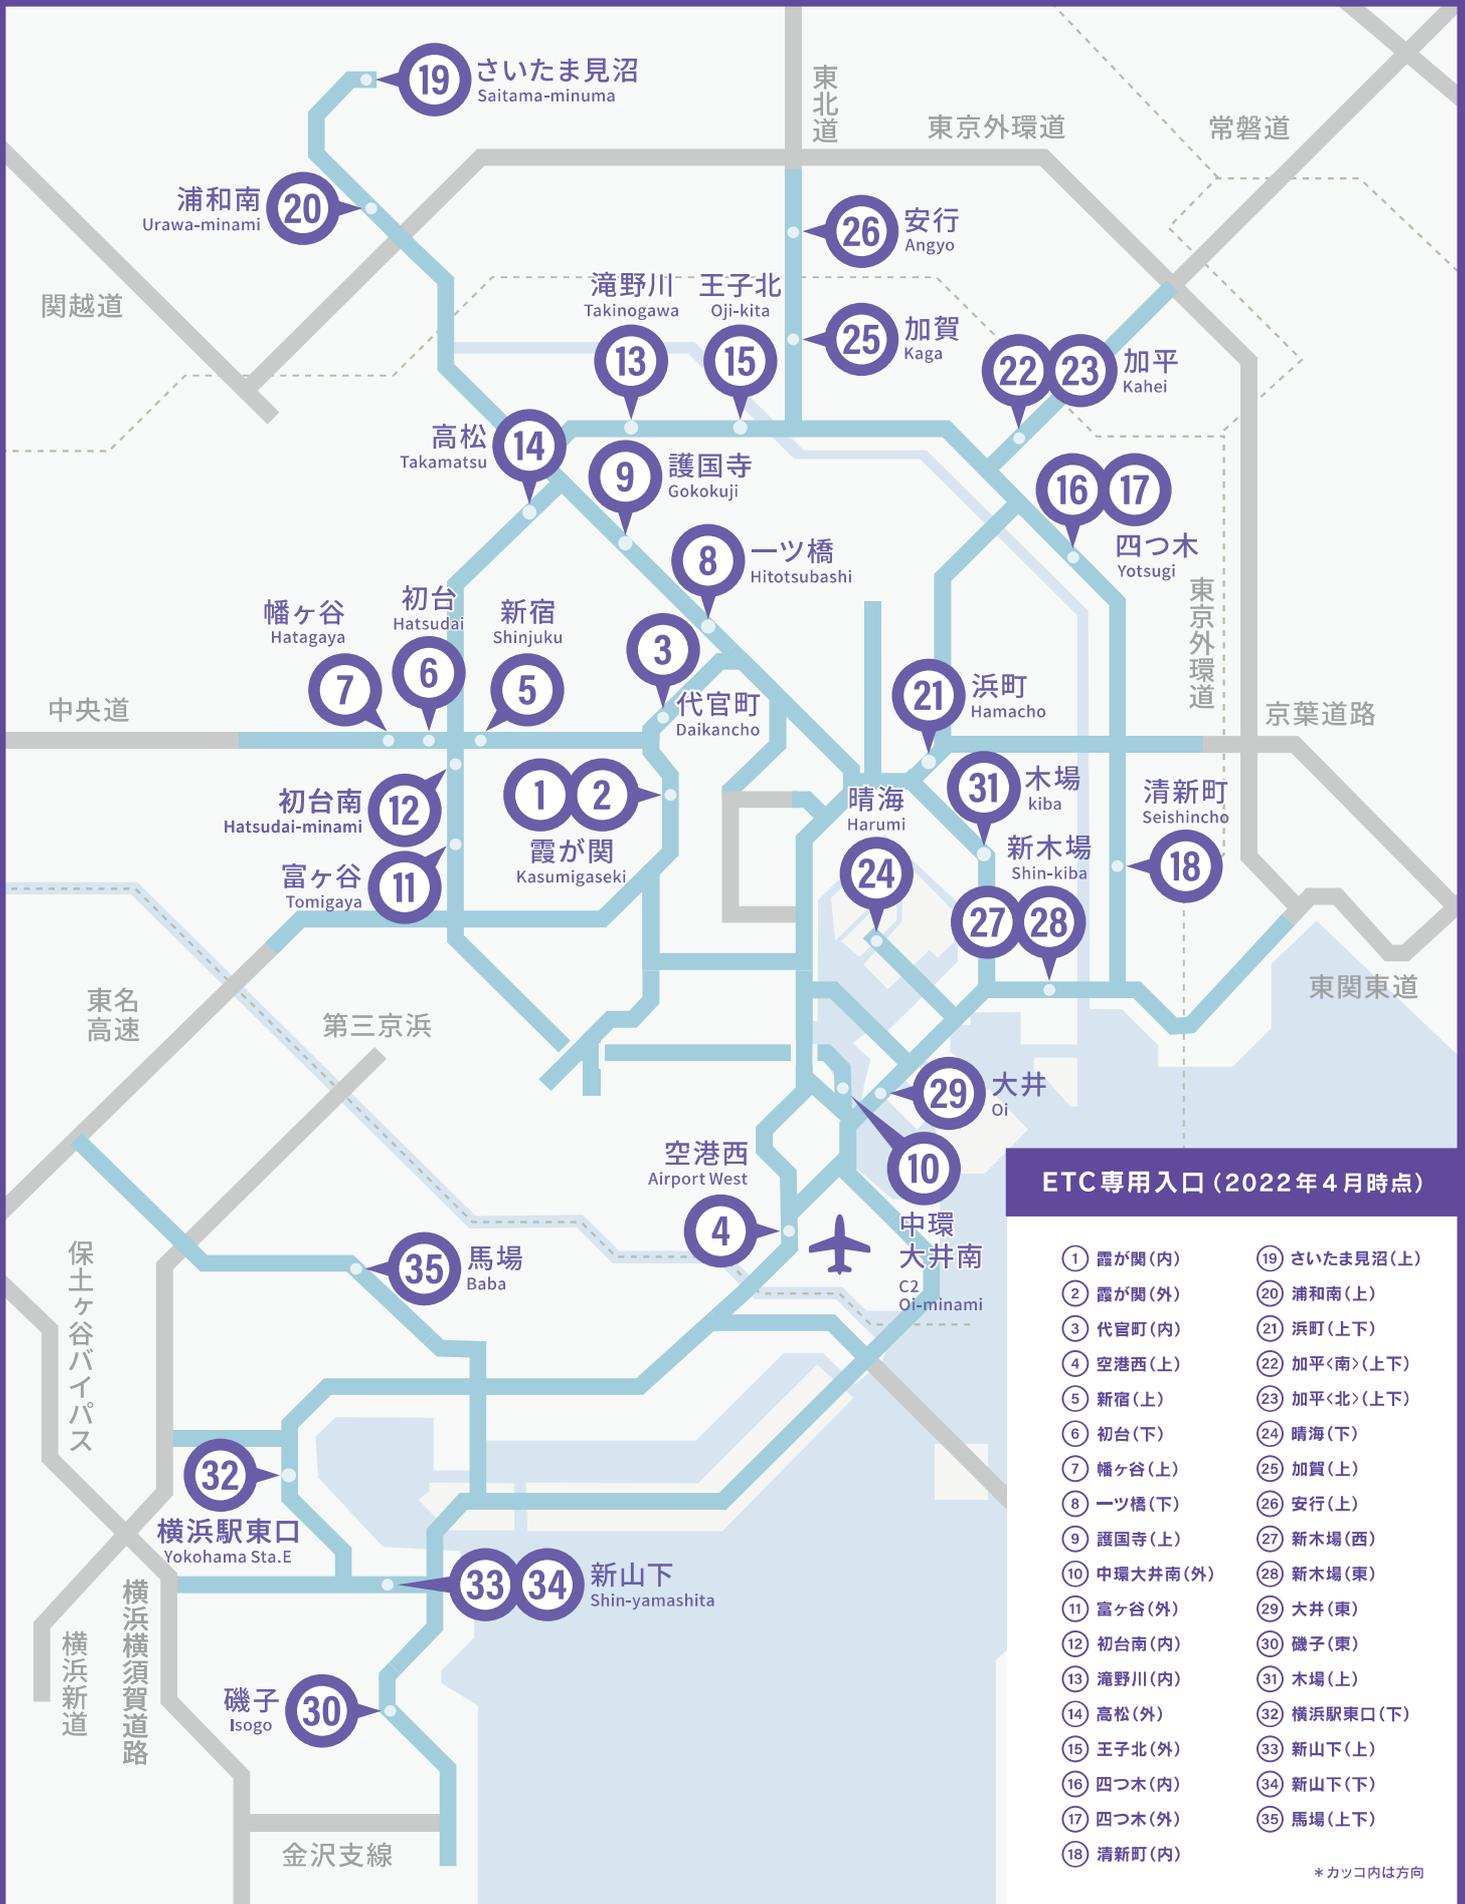 19
さいたま見沼
Saitama-minuma
東北道
東京外環道
常磐道
浦和南
Urawa-minami
20
26
安行
Angyo
関越道
滝野川
Takinogawa
13
王子北
Oji-kita
15
25
加賀
Kaga
22
23
加平
Kahei
高松
Takamatsu
14
9
護国寺
Gokokuji
16
17
四つ木
Yotsugi
8
一ツ橋
Hitotsubashi
東京外環道
幡ヶ谷
Hatagaya
7
初台
Hatsudai
6
新宿
Shinjuku
5
3
代官町
Daikancho
21
浜町
Hamacho
中央道
京葉道路
初台南
Hatsudai-minami
12
1
2
霞が関
Kasumigaseki
晴海
Harumi
24
31
木場
kiba
清新町
Seishincho
18
富ヶ谷
Tomigaya
11
新木場
Shin-kiba
27
28
東名
高速
第三京浜
東関東道
29
大井
Oi
10
中環
大井南
C2
Oi-minami
空港西
Airport West
4
35
馬場
Baba
保土ヶ谷バイパス
32
横浜駅東口
Yokohama Sta.E
33
34
新山下
Shin-yamashita
横浜新道
横浜横須賀道路
磯子
Isogo
30
金沢支線
ETC専用入口（2022年4月時点）
1 霞が関（内）
2 霞が関（外）
3 代官町（内）
4 空港西（上）
5 新宿（上）
6 初台（下）
7 幡ヶ谷（上）
8 一ツ橋（下）
9 護国寺（上）
10 中環大井南（外）
11 富ヶ谷（外）
12 初台南（内）
13 滝野川（内）
14 高松（外）
15 王子北（外）
16 四つ木（内）
17 四つ木（外）
18 清新町（内）
19 さいたま見沼（上）
20 浦和南（上）
21 浜町（上下）
22 加平〈南〉（上下）
23 加平〈北〉（上下）
24 晴海（下）
25 加賀（上）
26 安行（上）
27 新木場（西）
28 新木場（東）
29 大井（東）
30 磯子（東）
31 木場（上）
32 横浜駅東口（下）
33 新山下（上）
34 新山下（下）
35 馬場（上下）
＊カッコ内は方向